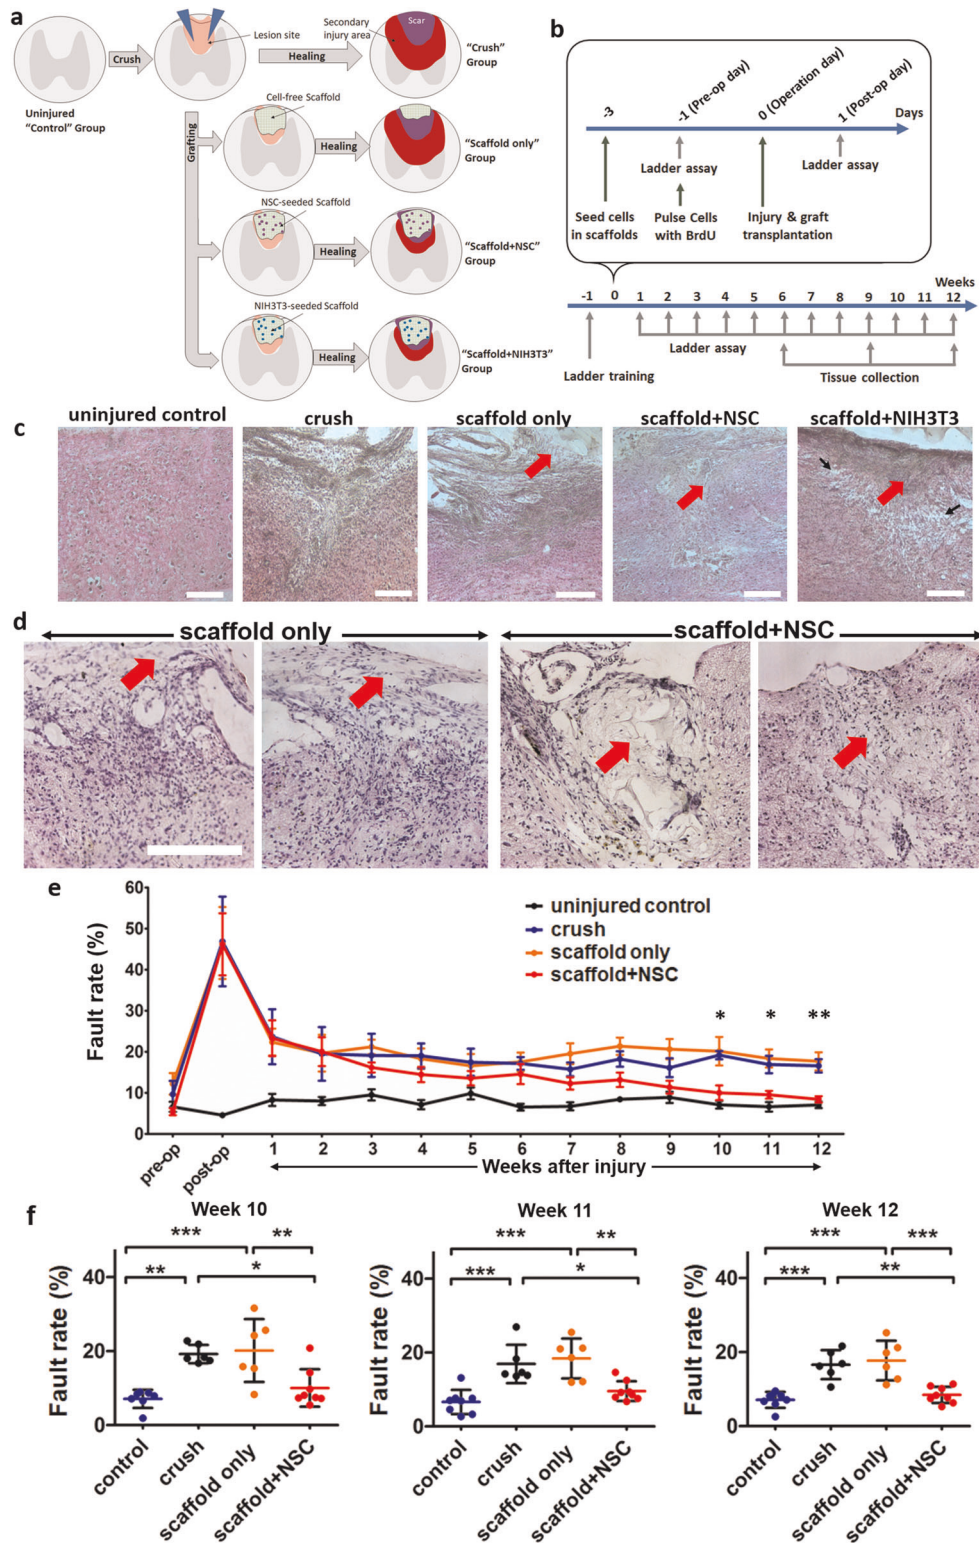 a
Uninjured
"Control" Group
Crush
Lesion site
Healing
Secondary
injury area
Scar
"Crush"
Group
Grafting
Cell-free Scaffold
Healing
"Scaffold only"
Group
NSC-seeded Scaffold
Healing
"Scaffold+NSC"
Group
NIH3T3-seeded Scaffold
Healing
"Scaffold+NIH3T3"
Group
b
-3
-1 (Pre-op day)
0 (Operation day)
1 (Post-op day)
Days
Ladder assay
Ladder assay
Seed cells
in scaffolds
Pulse Cells
with BrdU
Injury & graft
transplantation
Weeks
-1 0 1 2 3 4 5 6 7 8 9 10 11 12
Ladder assay
Ladder training
Tissue collection
c
uninjured control
crush
scaffold only
scaffold+NSC
scaffold+NIH3T3
d
scaffold only
scaffold+NSC
e
Fault rate (%)
60
50
40
30
20
10
0
uninjured control
crush
scaffold only
scaffold+NSC
* * **
pre-op post-op 1 2 3 4 5 6 7 8 9 10 11 12
Weeks after injury
f
Week 10
*** **
** *
Fault rate (%)
40
20
0
control crush scaffold only scaffold+NSC
Week 11
*** **
*** *
Fault rate (%)
40
20
0
control crush scaffold only scaffold+NSC
Week 12
*** ***
*** **
Fault rate (%)
40
20
0
control crush scaffold only scaffold+NSC